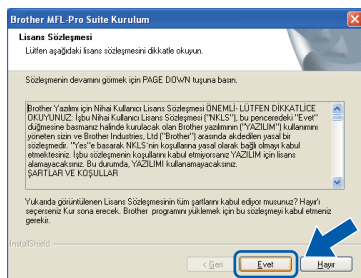 Brother MFL-Pro Suite Kurulum
Lisans Sözleşmesi
Lütfen aşağıdaki lisans sözleşmesini dikkatle okuyun.
Sözleşmenin devamını görmek için PAGE DOWN tuşuna basın.
Brother Yazılımı için Nihai Kullanıcı Lisans Sözleşmesi ÖNEMLİ- LÜTFEN DİKKATLİCE
OKUYUNUZ: İşbu Nihai Kullanıcı Lisans Sözleşmesi ("NKLS"), bu penceredeki "Evet"
düğmesine basmanız halinde kurulacak olan Brother yazılımının ("YAZILIM") kullanımını
yöneten sizin ve Brother Industries, Ltd ("Brother") arasında akdedilen yasal bir
sözleşmedir. "Yes"e basarak NKLS'nin koşullarına yasal olarak bağlı olmayı kabul
etmektesiniz. İşbu sözleşmenin koşullarını kabul etmiyorsanız YAZILIM için lisans
alamayacaksınız. Bu durumda, YAZILIMI kullanamayacaksınız.
ŞARTLAR VE KOŞULLAR
Yukarıda görüntülenen Lisans Sözleşmesinin tüm şartlarını kabul ediyor musunuz? Hayır'ı
seçerseniz Kur sona erecek. Brother programını yüklemek için bu sözleşmeyi kabul etmeniz
gerekir.
InstallShield
< Geri
Evet
Hayır